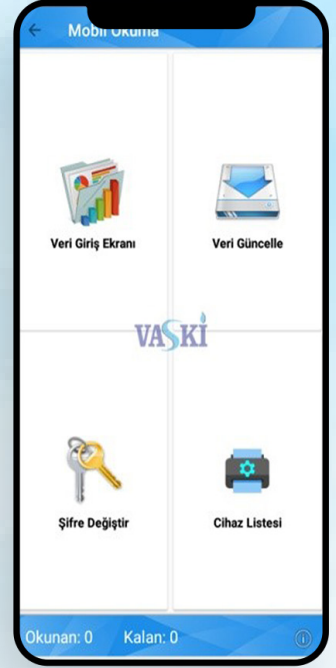 Mobil Okuma
Veri Giriş Ekranı
Veri Güncelle
VASKİ
Şifre Değiştir
Cihaz Listesi
Okunan: 0 Kalan: 0